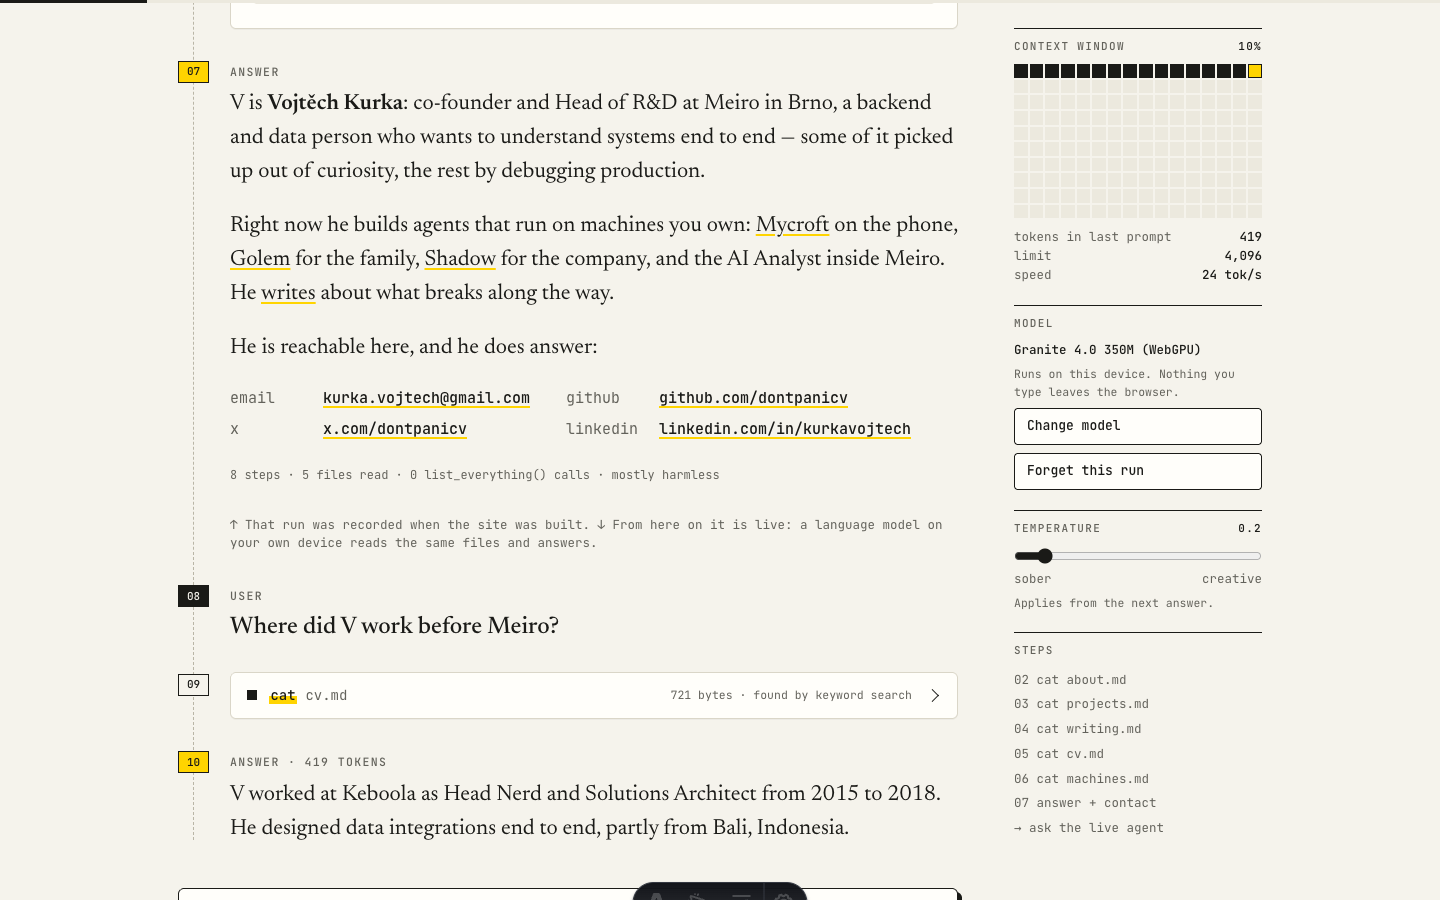 07
ANSWER
V is Vojtěch Kurka: co-founder and Head of R&D at Meiro in Brno, a backend
and data person who wants to understand systems end to end — some of it picked
up out of curiosity, the rest by debugging production.
Right now he builds agents that run on machines you own: Mycroft on the phone,
Golem for the family, Shadow for the company, and the AI Analyst inside Meiro.
He writes about what breaks along the way.
He is reachable here, and he does answer:
email kurka.vojtech@gmail.com github github.com/dontpanicv
x x.com/dontpanicv linkedin linkedin.com/in/kurkavojtech
8 steps · 5 files read · 0 list_everything() calls · mostly harmless
↑ That run was recorded when the site was built. ↓ From here on it is live: a language model on
your own device reads the same files and answers.
08
USER
Where did V work before Meiro?
09
cat cv.md 721 bytes · found by keyword search
10
ANSWER · 419 TOKENS
V worked at Keboola as Head Nerd and Solutions Architect from 2015 to 2018.
He designed data integrations end to end, partly from Bali, Indonesia.
CONTEXT WINDOW 10%
tokens in last prompt 419
limit 4,096
speed 24 tok/s
MODEL
Granite 4.0 350M (WebGPU)
Runs on this device. Nothing you
type leaves the browser.
Change model
Forget this run
TEMPERATURE 0.2
sober creative
Applies from the next answer.
STEPS
02 cat about.md
03 cat projects.md
04 cat writing.md
05 cat cv.md
06 cat machines.md
07 answer + contact
→ ask the live agent